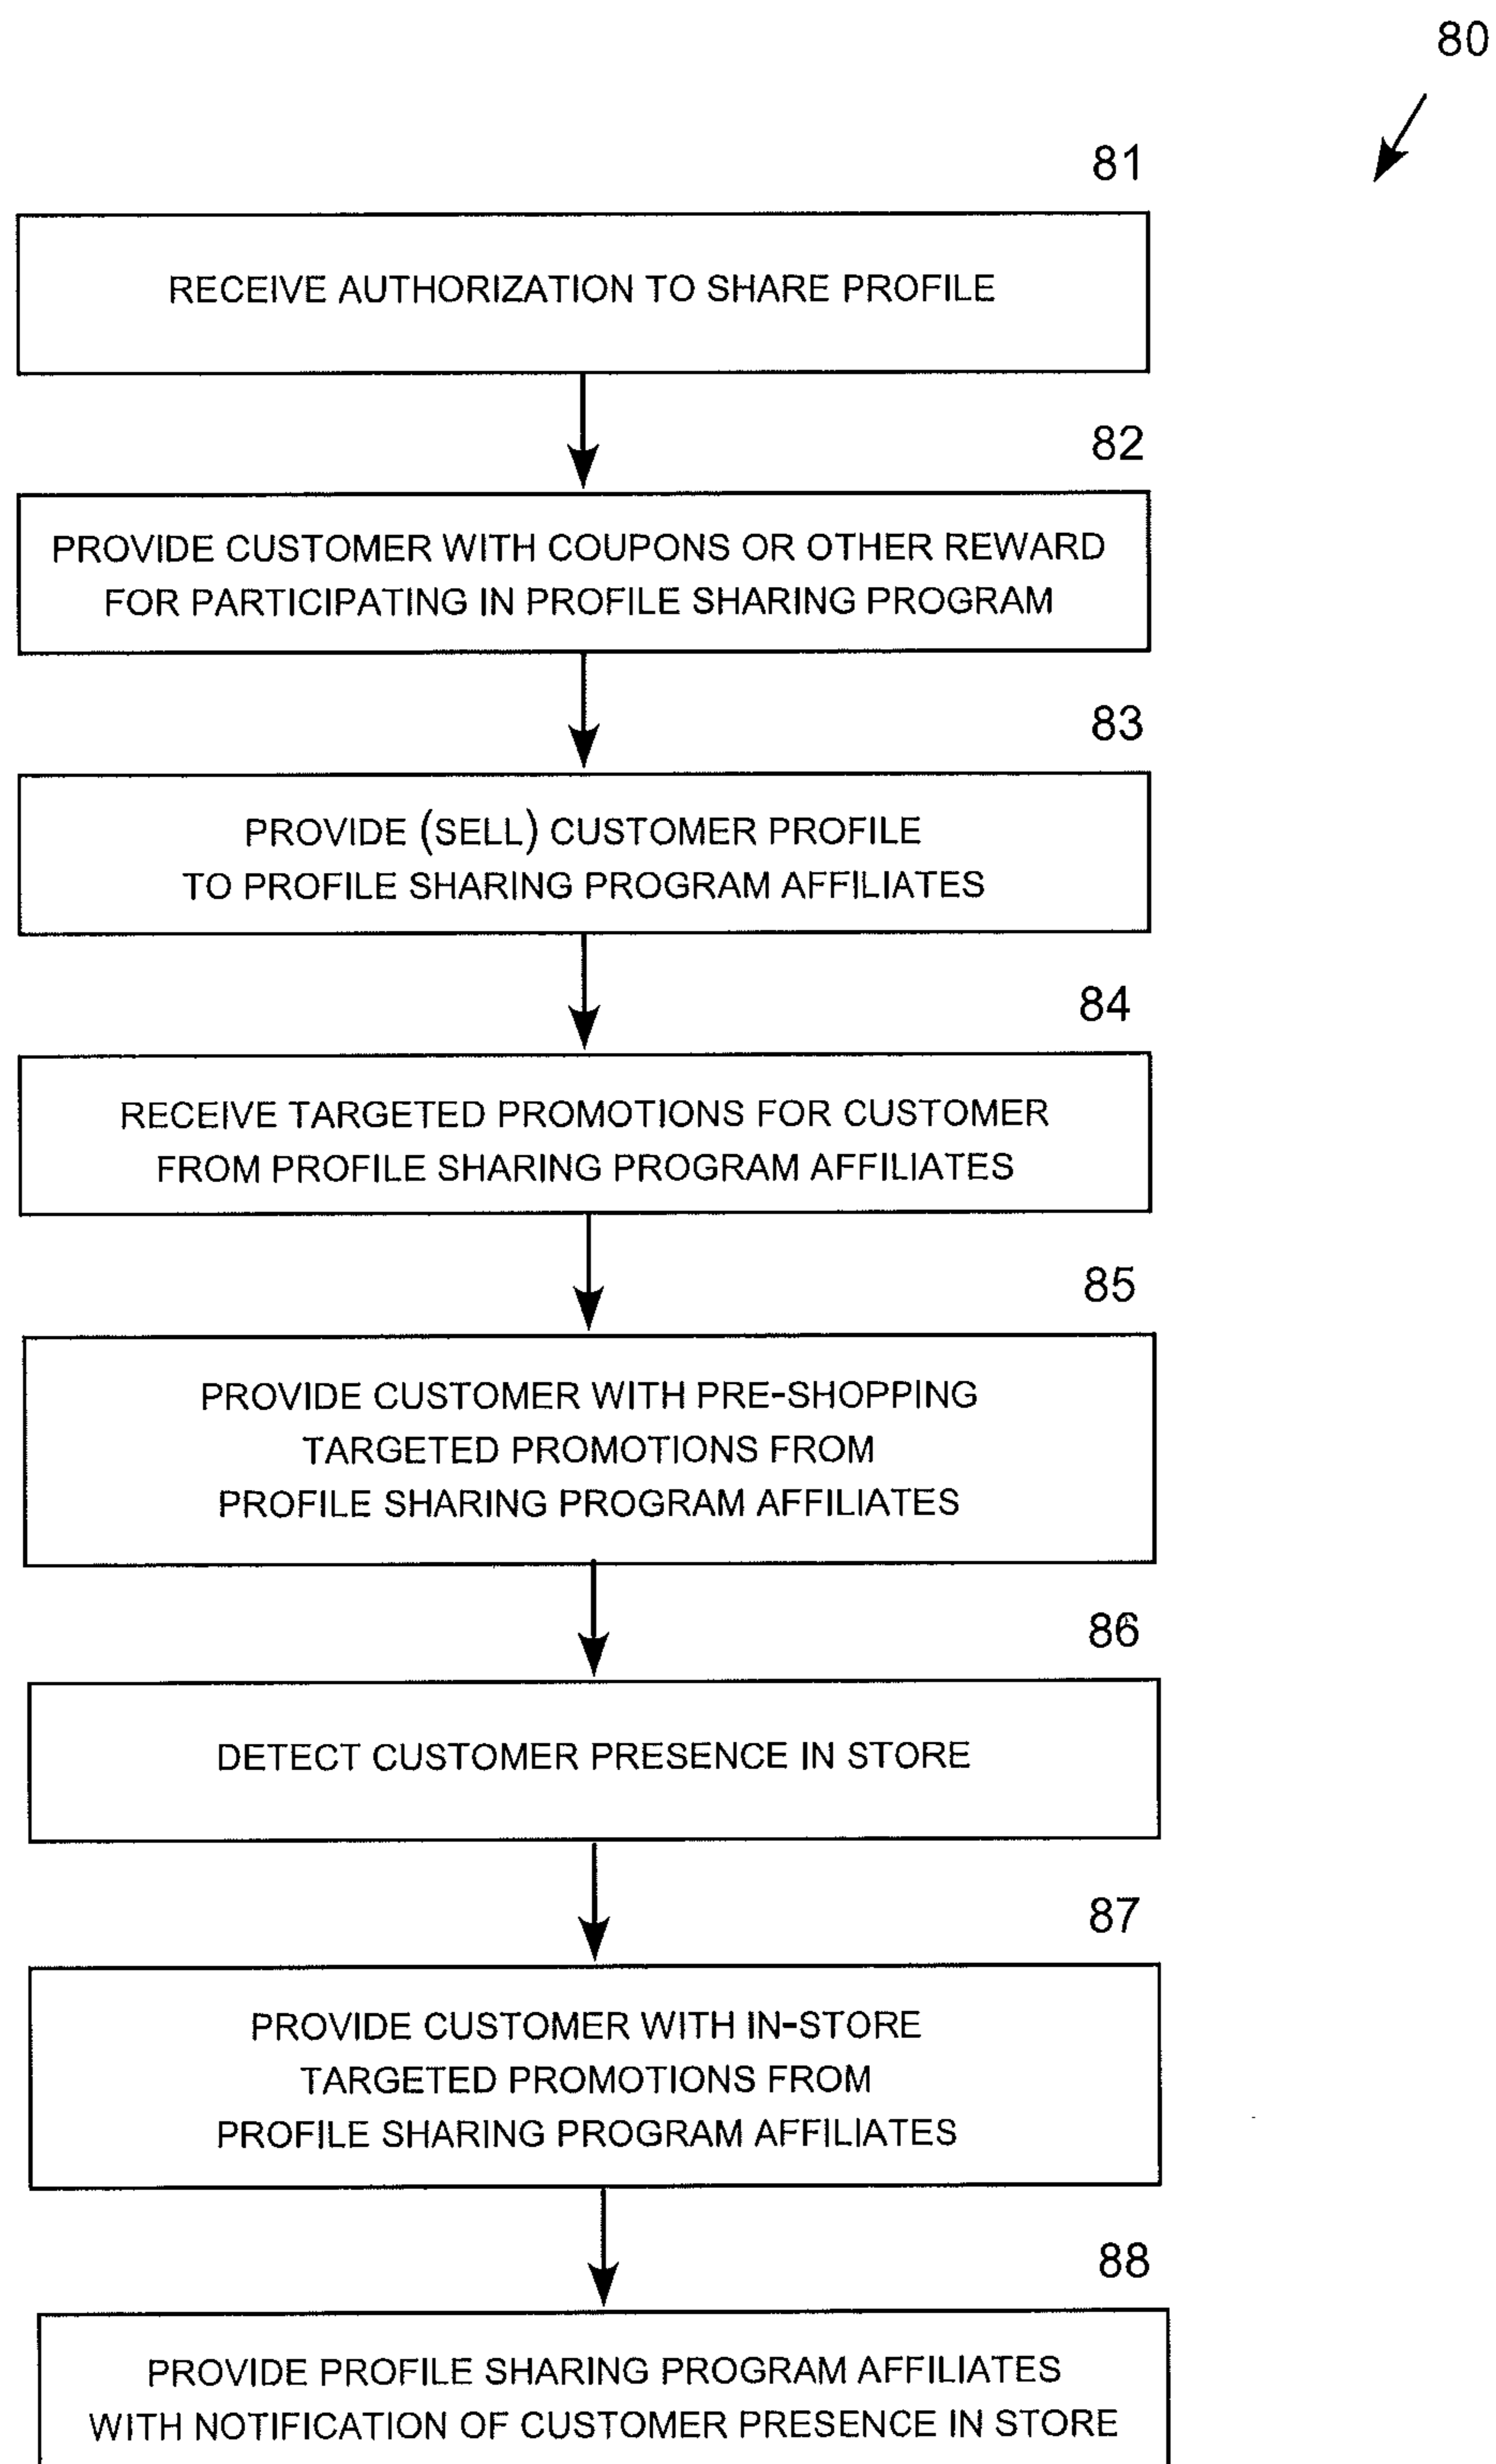 80
81
RECEIVE AUTHORIZATION TO SHARE PROFILE
82
PROVIDE CUSTOMER WITH COUPONS OR OTHER REWARD
FOR PARTICIPATING IN PROFILE SHARING PROGRAM
83
PROVIDE (SELL) CUSTOMER PROFILE
TO PROFILE SHARING PROGRAM AFFILIATES
84
RECEIVE TARGETED PROMOTIONS FOR CUSTOMER
FROM PROFILE SHARING PROGRAM AFFILIATES
85
PROVIDE CUSTOMER WITH PRE-SHOPPING
TARGETED PROMOTIONS FROM
PROFILE SHARING PROGRAM AFFILIATES
86
DETECT CUSTOMER PRESENCE IN STORE
87
PROVIDE CUSTOMER WITH IN-STORE
TARGETED PROMOTIONS FROM
PROFILE SHARING PROGRAM AFFILIATES
88
PROVIDE PROFILE SHARING PROGRAM AFFILIATES
WITH NOTIFICATION OF CUSTOMER PRESENCE IN STORE